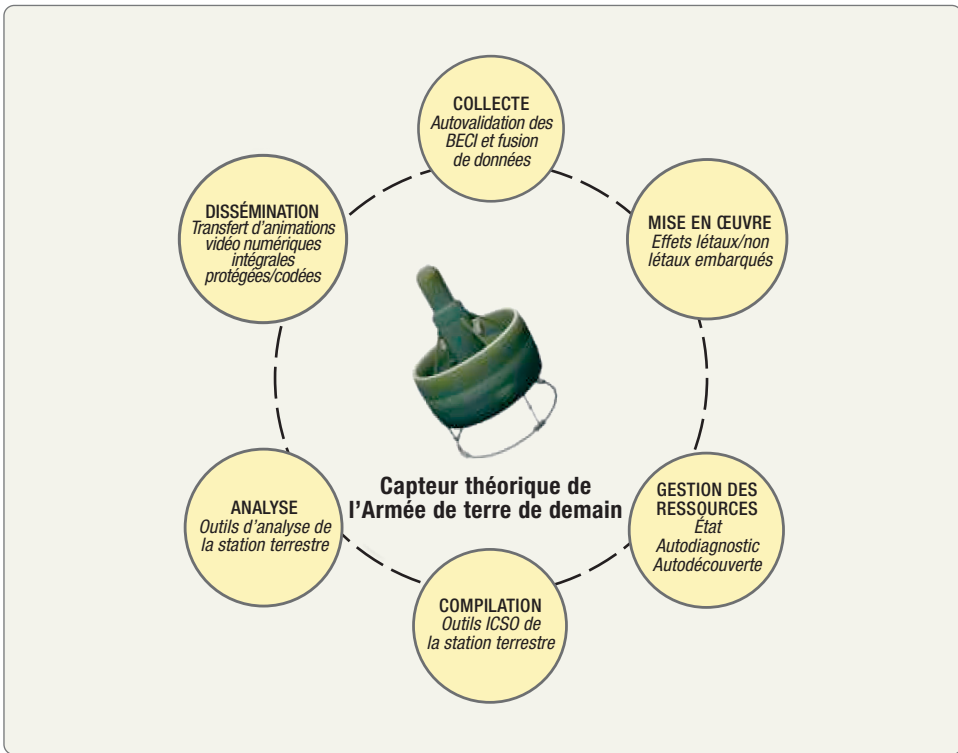 COLLECTE
Autovalidation des
BECI et fusion
de données
DISSÉMINATION
Transfert d'animations
vidéo numériques
intégrales
protégées/codées
MISE EN ŒUVRE
Effets létaux/non
létaux embarqués
Capteur théorique de
l'Armée de terre de demain
ANALYSE
Outils d'analyse de
la station terrestre
GESTION DES
RESSOURCES
État
Autodiagnostic
Autodécouverte
COMPILATION
Outils ICSO de
la station terrestre